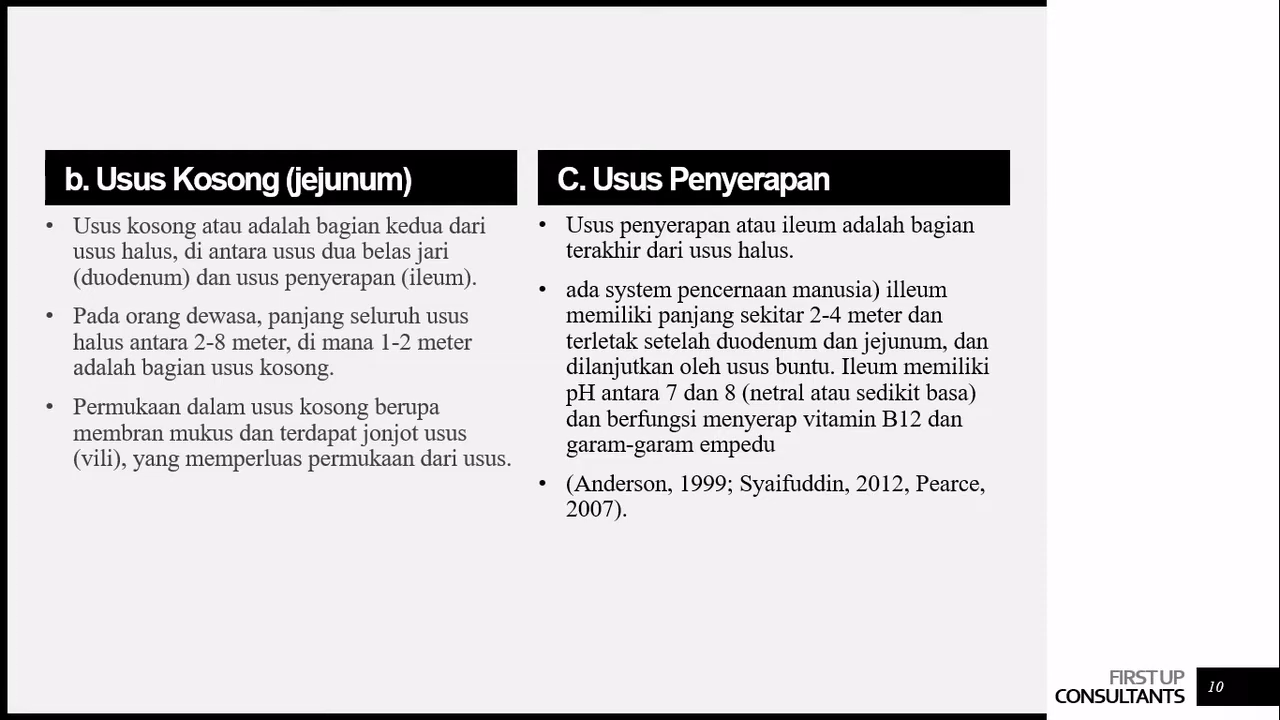 b. Usus Kosong (jejunum)
• Usus kosong atau adalah bagian kedua dari
usus halus, di antara usus dua belas jari
(duodenum) dan usus penyerapan (ileum).
• Pada orang dewasa, panjang seluruh usus
halus antara 2-8 meter, di mana 1-2 meter
adalah bagian usus kosong.
• Permukaan dalam usus kosong berupa
membran mukus dan terdapat jonjot usus
(vili), yang memperluas permukaan dari usus.
C. Usus Penyerapan
• Usus penyerapan atau ileum adalah bagian
terakhir dari usus halus.
• ada system pencernaan manusia) illeum
memiliki panjang sekitar 2-4 meter dan
terletak setelah duodenum dan jejunum, dan
dilanjutkan oleh usus buntu. Ileum memiliki
pH antara 7 dan 8 (netral atau sedikit basa)
dan berfungsi menyerap vitamin B12 dan
garam-garam empedu
• (Anderson, 1999; Syaifuddin, 2012, Pearce,
2007).
FIRST UP
CONSULTANTS
10